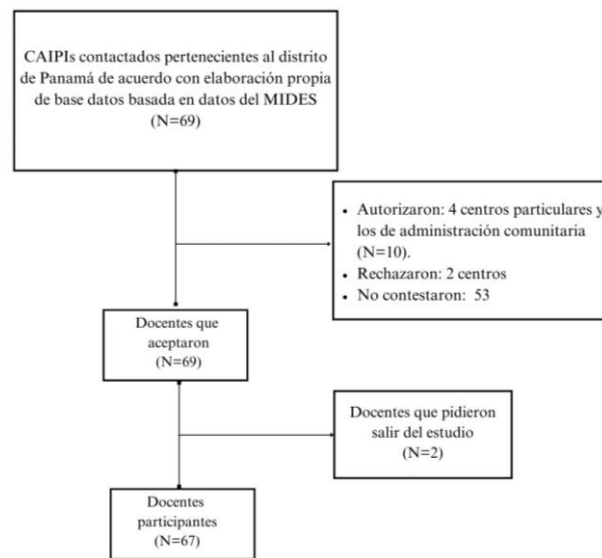 CAIPIs contactados pertenecientes al distrito
de Panamá de acuerdo con elaboración propia
de base datos basada en datos del MIDES
(N=69)
• Autorizaron: 4 centros particulares y
los de administración comunitaria
(N=10).
• Rechazaron: 2 centros
• No contestaron: 53
Docentes que
aceptaron
(N=69)
Docentes que pidieron
salir del estudio
(N=2)
Docentes
participantes
(N=67)